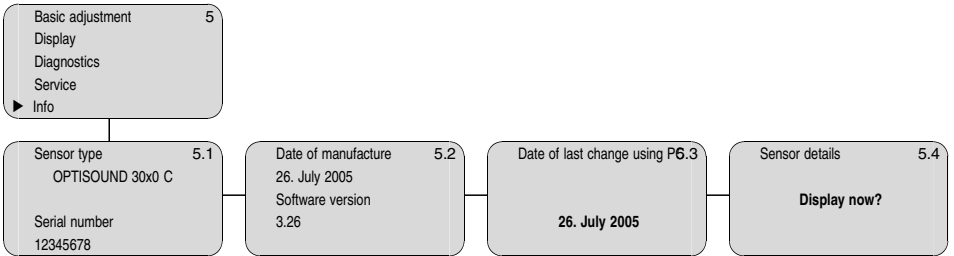 Basic adjustment 5
Display
Diagnostics
Service
▶ Info
Sensor type 5.1
OPTISOUND 30x0 C
Serial number
12345678
Date of manufacture 5.2
26. July 2005
Software version
3.26
Date of last change using PC 5.3
26. July 2005
Sensor details 5.4
Display now?